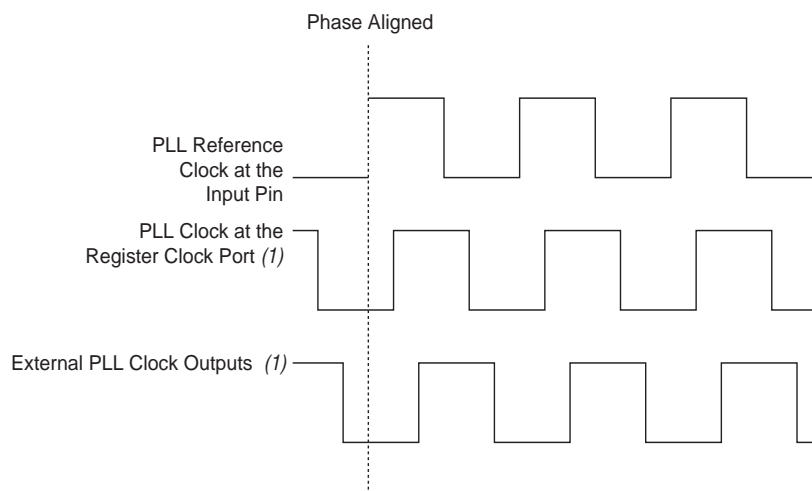 Phase Aligned
PLL Reference
Clock at the
Input Pin
PLL Clock at the
Register Clock Port (1)
External PLL Clock Outputs (1)